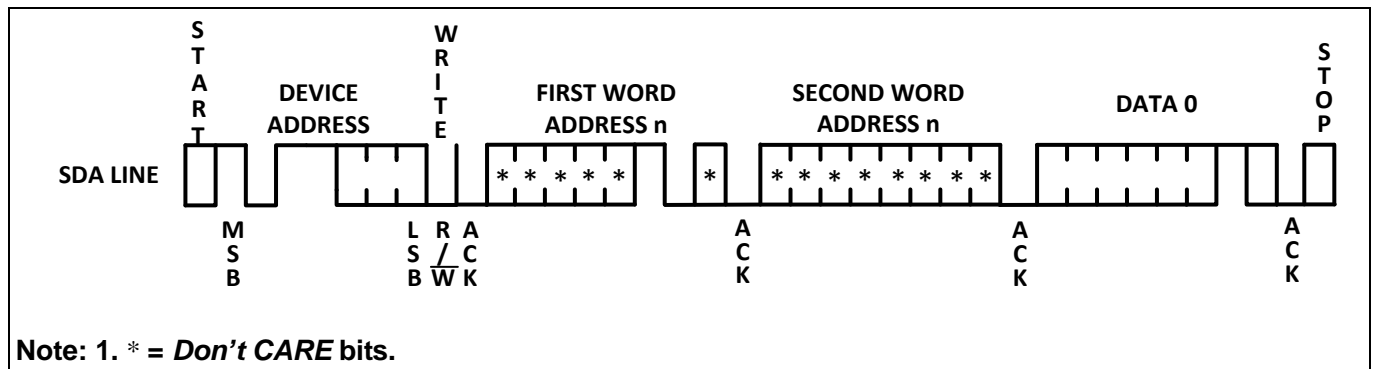 START
WRITE
STOP
DEVICE
ADDRESS
FIRST WORD
ADDRESS n
SECOND WORD
ADDRESS n
DATA 0
SDA LINE
* * * * * * * * * * * * * *
MSB
LSB
R/W
ACK
ACK
ACK
ACK
Note: 1. * = Don't CARE bits.